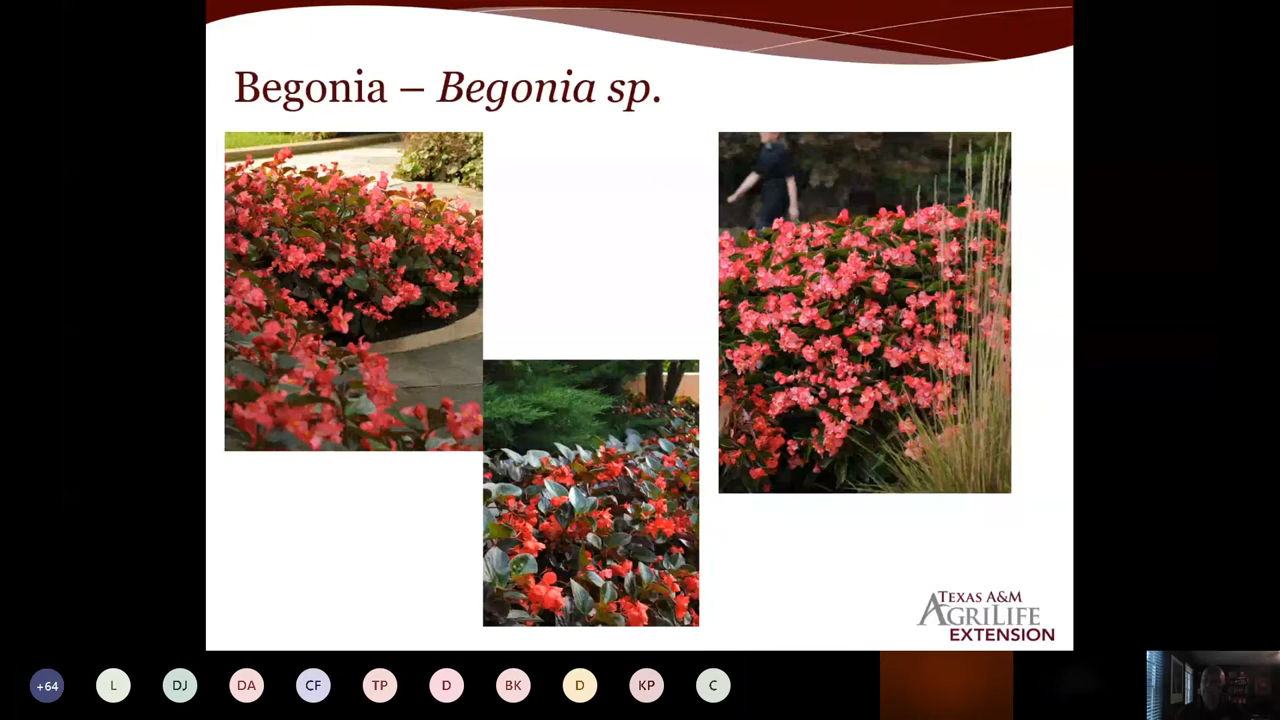 Begonia – Begonia sp.
TEXAS A&M
AGRILIFE
EXTENSION
+64 L DJ DA CF TP D BK D KP C